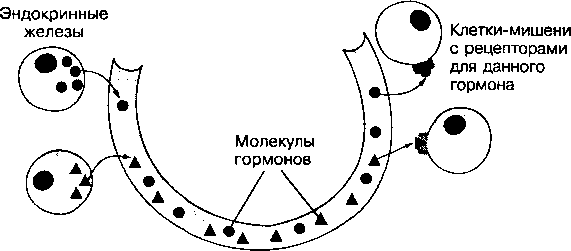 Эндокринные
железы
Клетки-мишени
с рецепторами
для данного
гормона
Молекулы
гормонов